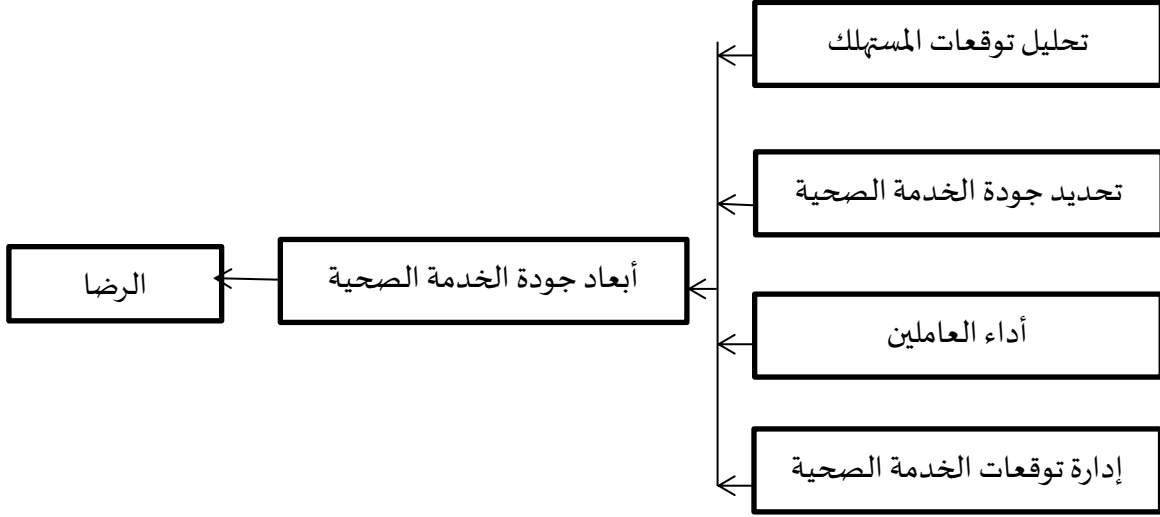 تحليل توقعات المستهلك
تحديد جودة الخدمة الصحية
أبعاد جودة الخدمة الصحية
الرضا
أداء العاملين
إدارة توقعات الخدمة الصحية